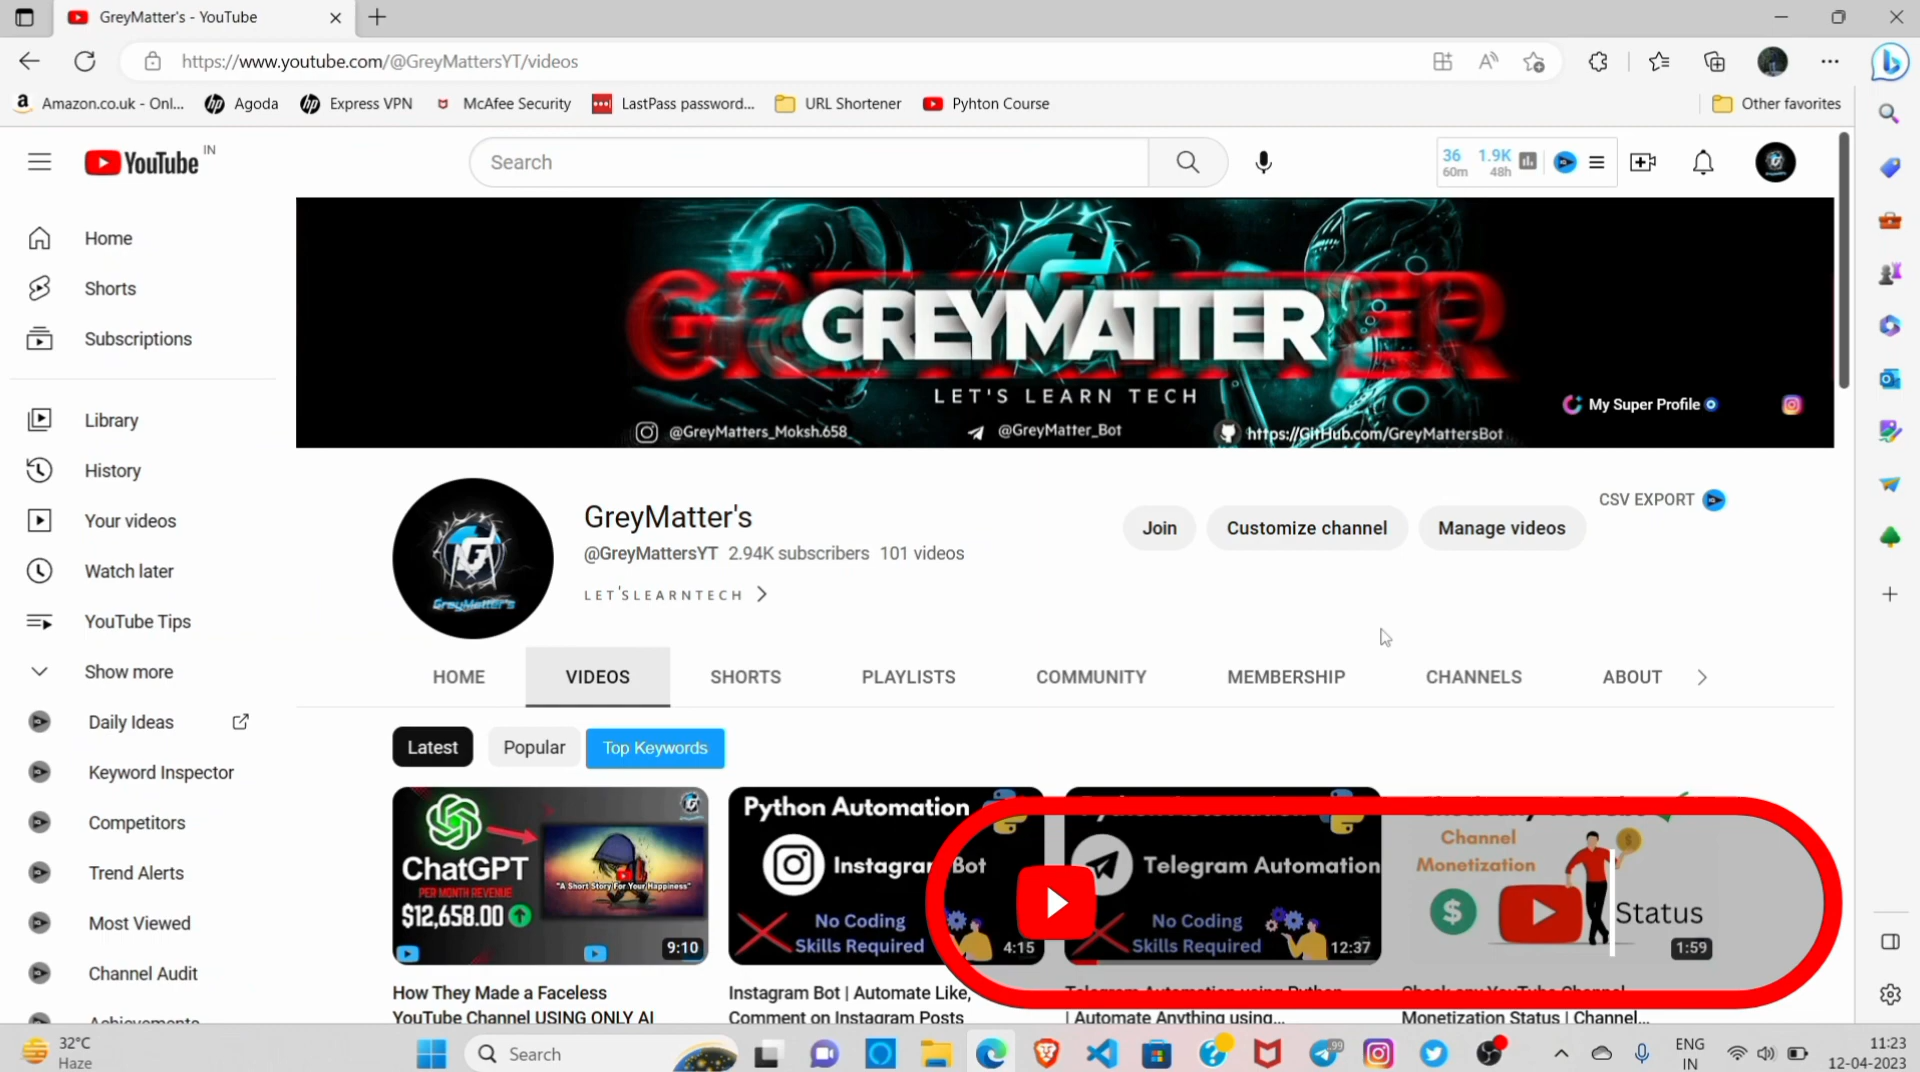 GreyMatter's - YouTube
https://www.youtube.com/@GreyMattersYT/videos
Amazon.co.uk - Onl...
Agoda
Express VPN
McAfee Security
LastPass password...
URL Shortener
Pyhton Course
Other favorites
YouTube IN
Search
36
60m
1.9K
48h
Home
Shorts
Subscriptions
Library
History
Your videos
Watch later
YouTube Tips
Show more
Daily Ideas
Keyword Inspector
Competitors
Trend Alerts
Most Viewed
Channel Audit
Achievements
GREYMATTER
GREYMATTER
LET'S LEARN TECH
My Super Profile
@GreyMatters_Moksh.658
@GreyMatter_Bot
https://GitHub.com/GreyMattersBot
GreyMatter's
GreyMatter's
@GreyMattersYT 2.94K subscribers 101 videos
LET'SLEARNTECH
Join
Customize channel
Manage videos
CSV EXPORT
HOME
VIDEOS
SHORTS
PLAYLISTS
COMMUNITY
MEMBERSHIP
CHANNELS
ABOUT
Latest
Popular
Top Keywords
ChatGPT
PER MONTH REVENUE
$12,658.00
"A Short Story For Your Happiness"
9:10
How They Made a Faceless
YouTube Channel USING ONLY AI
Python Automation
Instagram Bot
No Coding
Skills Required
4:15
Instagram Bot | Automate Like,
Comment on Instagram Posts
Python Automation
Telegram Automation
No Coding
Skills Required
12:37
Telegram Automation using Python
| Automate Anything using...
Channel
Monetization
Status
1:59
Check any YouTube Channel
Monetization Status | Channel...
32°C
Haze
Search
99
ENG
IN
11:23
12-04-2023